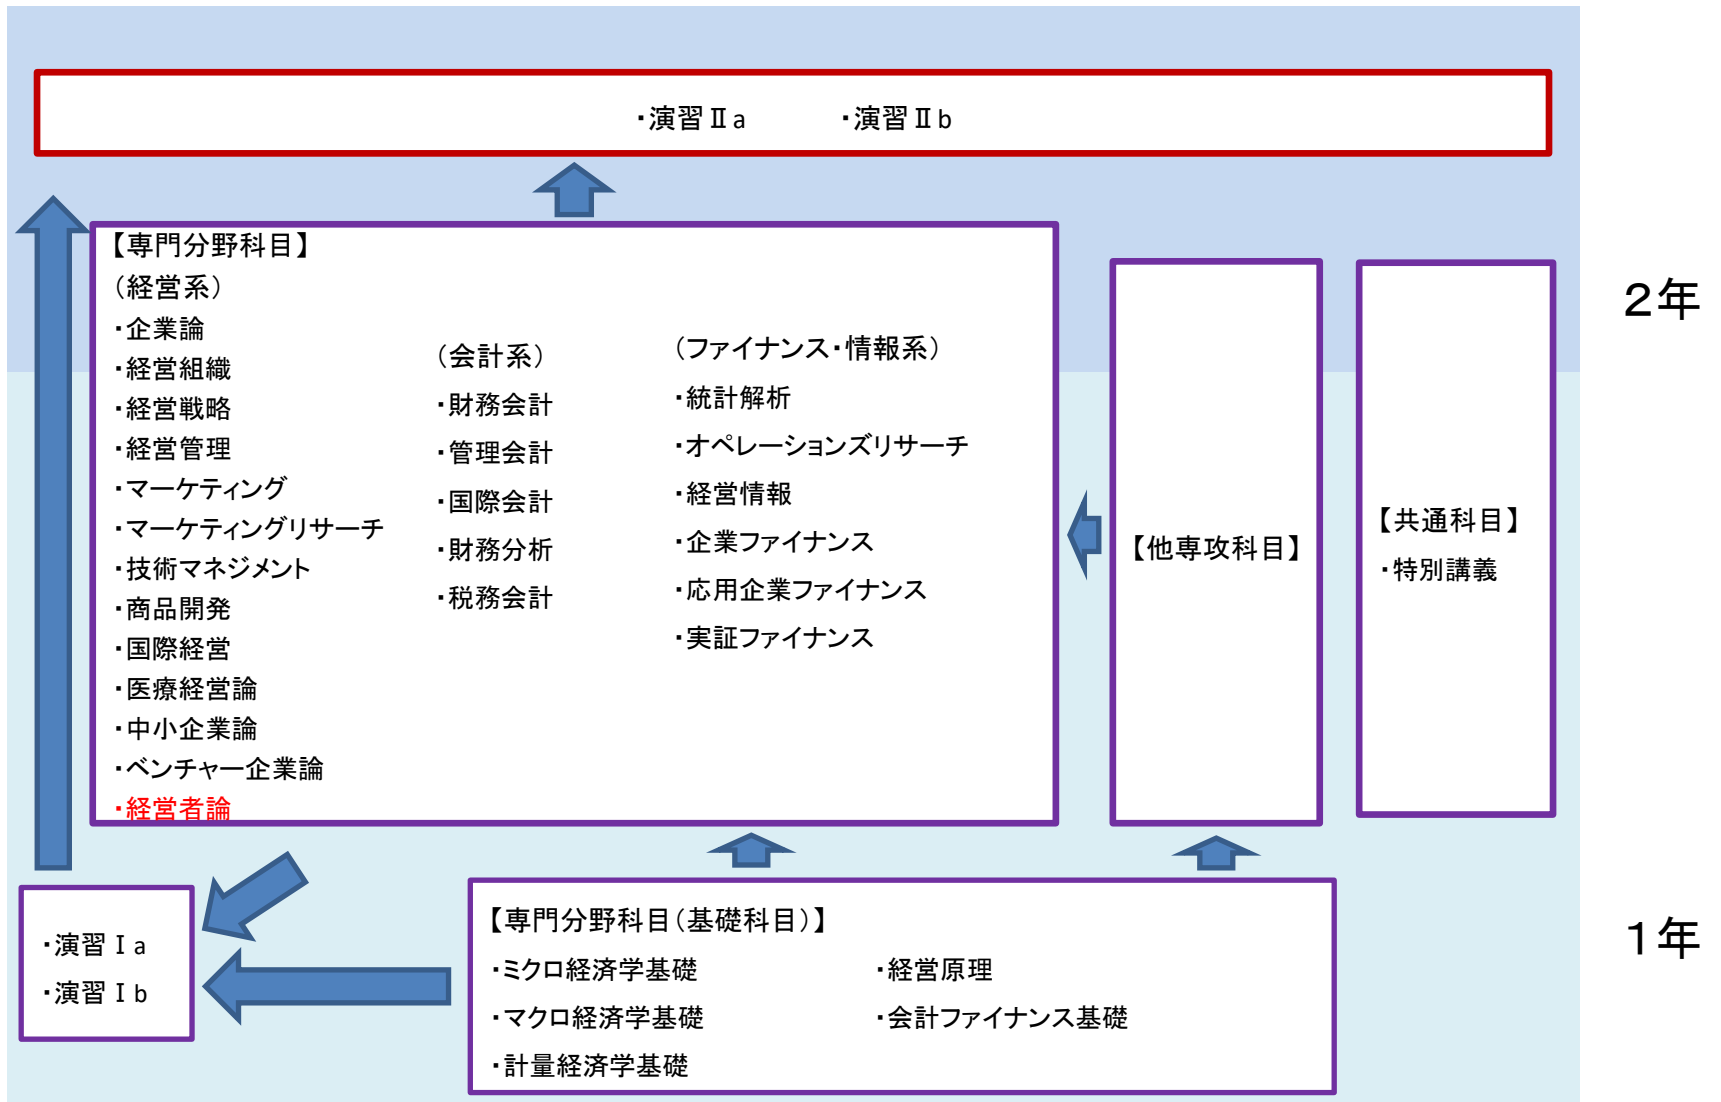 ・演習Ⅱa
・演習Ⅱb
2年
【専門分野科目】
（経営系）
・企業論
・経営組織
・経営戦略
・経営管理
・マーケティング
・マーケティングリサーチ
・技術マネジメント
・商品開発
・国際経営
・医療経営論
・中小企業論
・ベンチャー企業論
・経営者論
（会計系）
・財務会計
・管理会計
・国際会計
・財務分析
・税務会計
（ファイナンス・情報系）
・統計解析
・オペレーションズリサーチ
・経営情報
・企業ファイナンス
・応用企業ファイナンス
・実証ファイナンス
【他専攻科目】
【共通科目】
・特別講義
1年
・演習Ⅰa
・演習Ⅰb
【専門分野科目（基礎科目）】
・ミクロ経済学基礎
・マクロ経済学基礎
・計量経済学基礎
・経営原理
・会計ファイナンス基礎